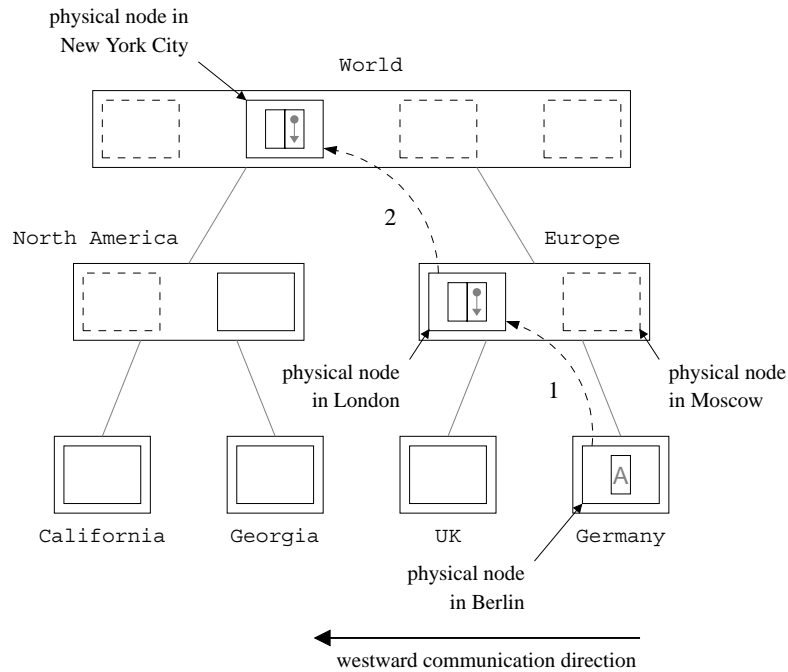 physical node in
New York City
World
2
North America
Europe
physical node
in London
1
physical node
in Moscow
A
California
Georgia
UK
Germany
physical node
in Berlin
westward communication direction